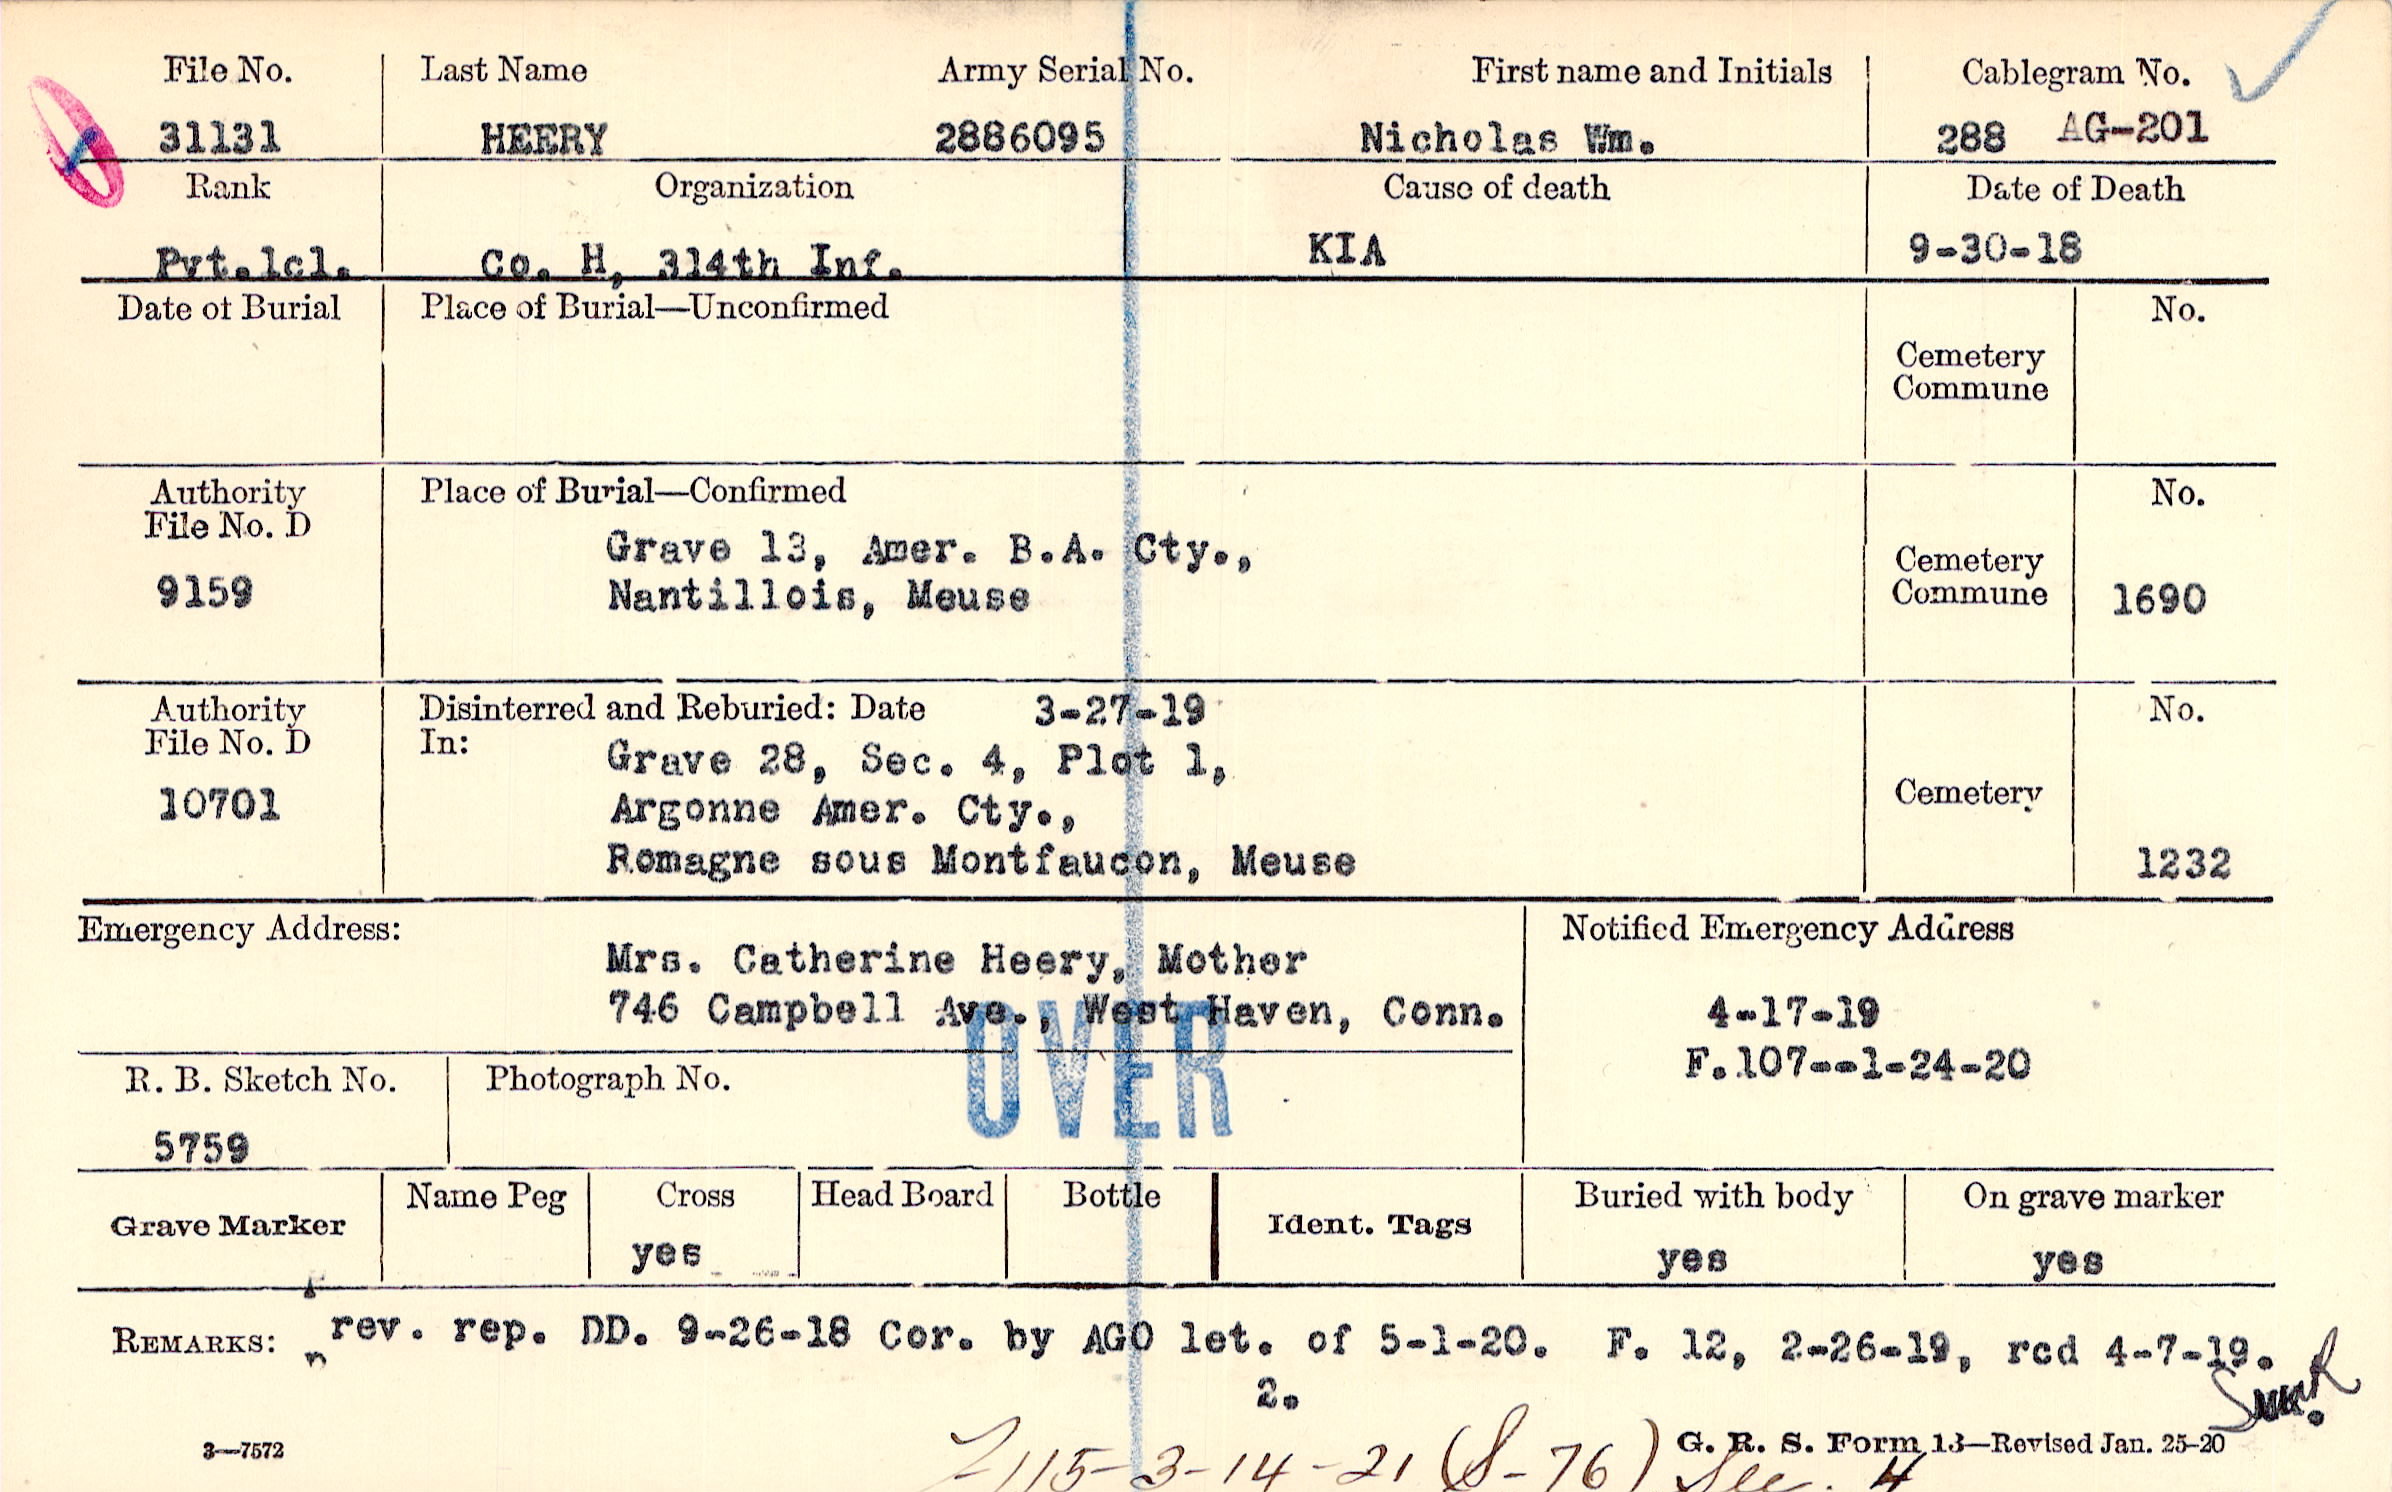 File No. Last Name Army Serial No. First name and Initials Cablegram No.
31131 HEERY 2886095 Nicholas Wm. 288 AG-201
Rank Organization Cause of death Date of Death
Pvt.1cl. Co. H, 314th Inf. KIA 9-30-18
Date of Burial Place of Burial—Unconfirmed No.
Cemetery
Commune
Authority Place of Burial—Confirmed No.
File No. D
Grave 13, Amer. B.A. Cty.,
Cemetery
9159 Nantillois, Meuse Commune 1690
Authority Disinterred and Reburied: Date 3-27-19 No.
File No. D In:
Grave 28, Sec. 4, Plot 1,
10701 Argonne Amer. Cty., Cemetery
Romagne sous Montfaucon, Meuse 1232
Emergency Address: Notified Emergency Address
Mrs. Catherine Heery, Mother
746 Campbell Ave., West Haven, Conn. 4-17-19
F.107--1-24-20
OVER
R. B. Sketch No. Photograph No.
5759
Grave Marker Name Peg Cross Head Board Bottle Ident. Tags Buried with body On grave marker
yes yes yes
REMARKS: rev. rep. DD. 9-26-18 Cor. by AGO let. of 5-1-20. F. 12, 2-26-19, rcd 4-7-19.
2.
3—7572 G. R. S. Form 13—Revised Jan. 25-20
115-3-14-21 (S-76) Sec. 4